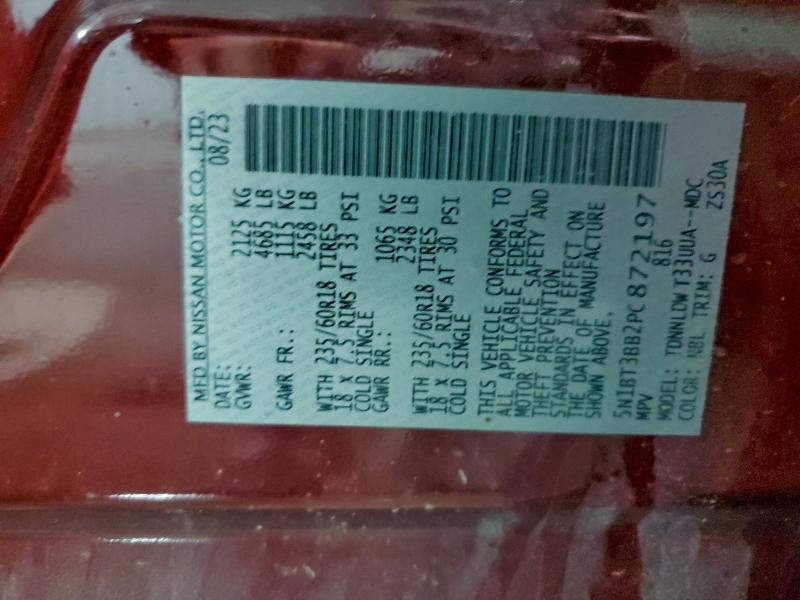 MFD BY NISSAN MOTOR CO., LTD.
DATE: 08/23
GVWR: 2125 KG
4685 LB
GAWR FR.: 1115 KG
2458 LB
WITH 235/60R18 TIRES
18 X 7.5 RIMS AT 33 PSI
COLD SINGLE
GAWR RR.: 1065 KG
2348 LB
WITH 235/60R18 TIRES
18 X 7.5 RIMS AT 30 PSI
COLD SINGLE
THIS VEHICLE CONFORMS TO
ALL APPLICABLE FEDERAL
MOTOR VEHICLE SAFETY AND
THEFT PREVENTION
STANDARDS IN EFFECT ON
THE DATE OF MANUFACTURE
SHOWN ABOVE.
5N1BT3BB2PC872197
MPV 816
MODEL: TDNNLDWT33UUA--MDC
COLOR: NBL TRIM: G ZS30A